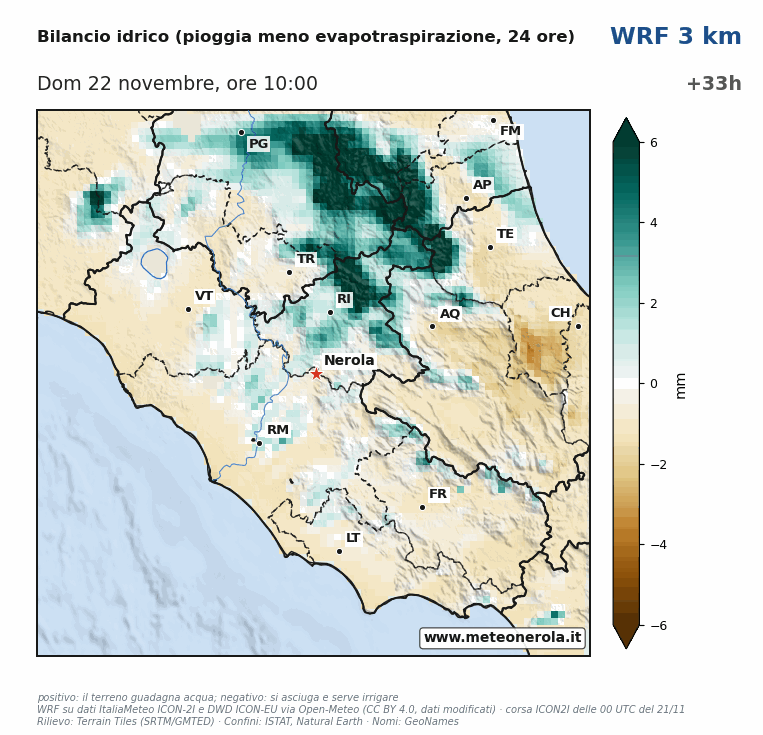 Bilancio idrico (pioggia meno evapotraspirazione, 24 ore)
WRF 3 km
Dom 22 novembre, ore 10:00
+33h
FM
PG
AP
TE
TR
VT
RI
AQ
CH
Nerola
RM
FR
LT
6
4
2
0
−2
−4
−6
mm
www.meteonerola.it
positivo: il terreno guadagna acqua; negativo: si asciuga e serve irrigare
WRF su dati ItaliaMeteo ICON-2I e DWD ICON-EU via Open-Meteo (CC BY 4.0, dati modificati) · corsa ICON2I delle 00 UTC del 21/11
Rilievo: Terrain Tiles (SRTM/GMTED) · Confini: ISTAT, Natural Earth · Nomi: GeoNames